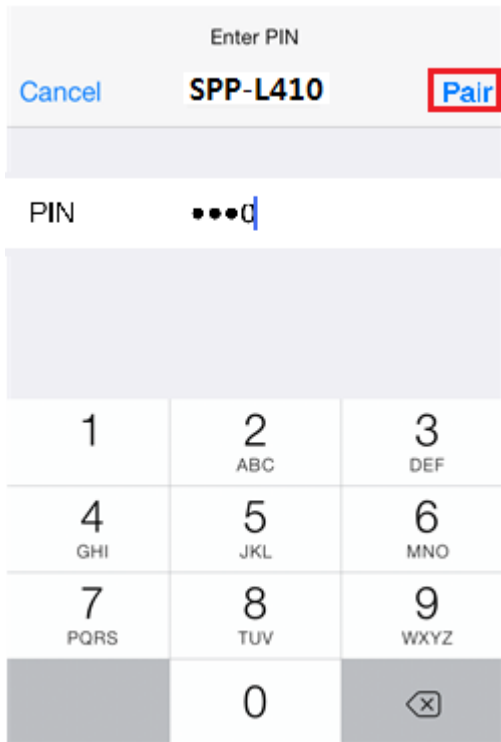 Enter PIN
Cancel SPP-L410 Pair
PIN •••0
1 2 3
ABC DEF
4 5 6
GHI JKL MNO
7 8 9
PQRS TUV WXYZ
0